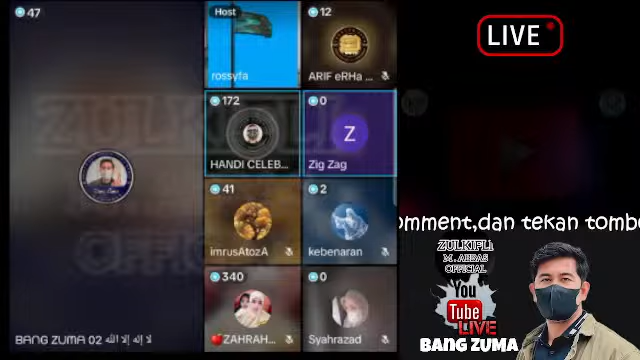 47
Host
rossyfa
12
ARIF eRHa ...
172
HANDI CELEB...
0
Z
Zig Zag
41
imrusAtozA
2
kebenaran
340
ZAHRAH...
0
Syahrazad
BANG ZUMA 02 لا إله إلا الله
ZULKIFLI
OFFI
LIVE
omment,dan tekan tombo
ZULKIFLI
M. ABBAS
OFFICIAL
You
Tube
LIVE
BANG ZUMA